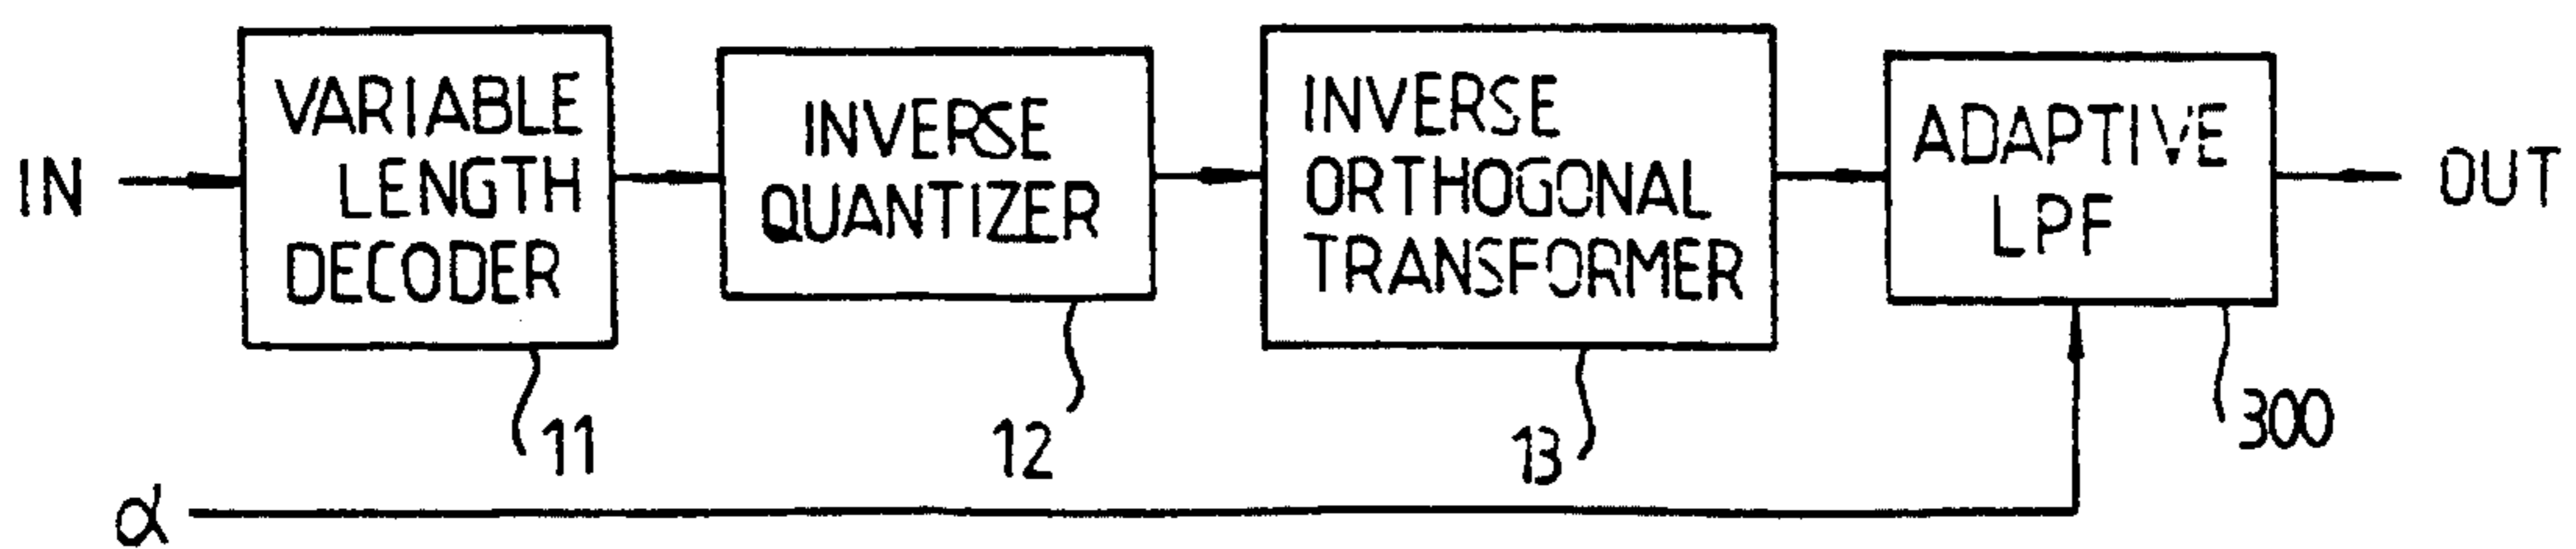 IN
VARIABLE
LENGTH
DECODER
11
INVERSE
QUANTIZER
12
INVERSE
ORTHOGONAL
TRANSFORMER
13
ADAPTIVE
LPF
300
OUT
α